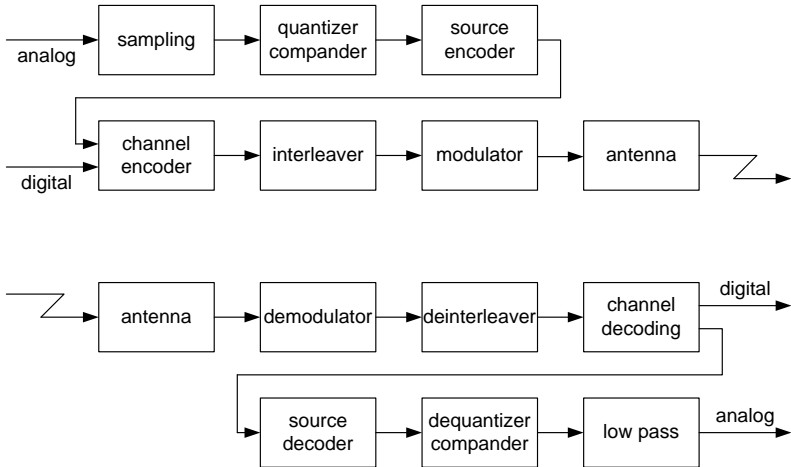 analog
sampling
quantizer
compander
source
encoder
digital
channel
encoder
interleaver
modulator
antenna
antenna
demodulator
deinterleaver
channel
decoding
digital
source
decoder
dequantizer
compander
low pass
analog